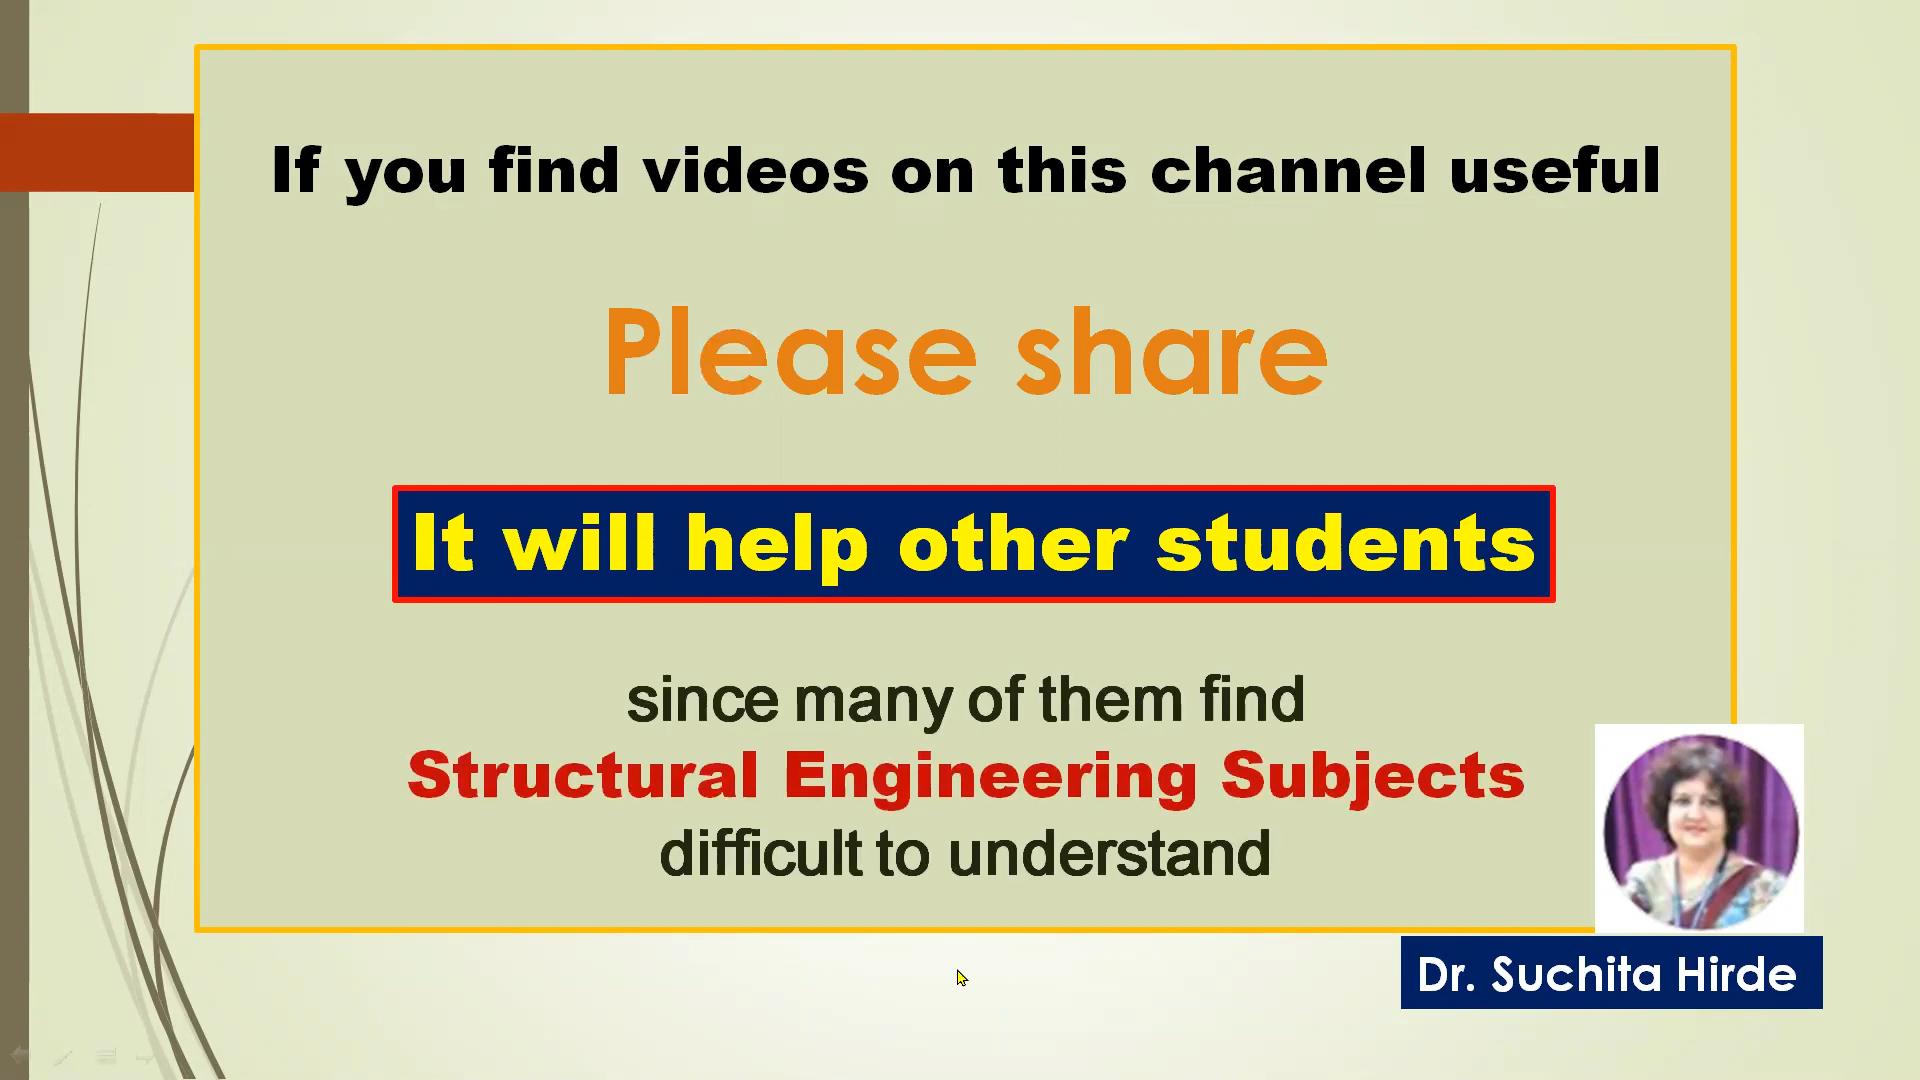 If you find videos on this channel useful
Please share
It will help other students
since many of them find
Structural Engineering Subjects
difficult to understand
Dr. Suchita Hirde